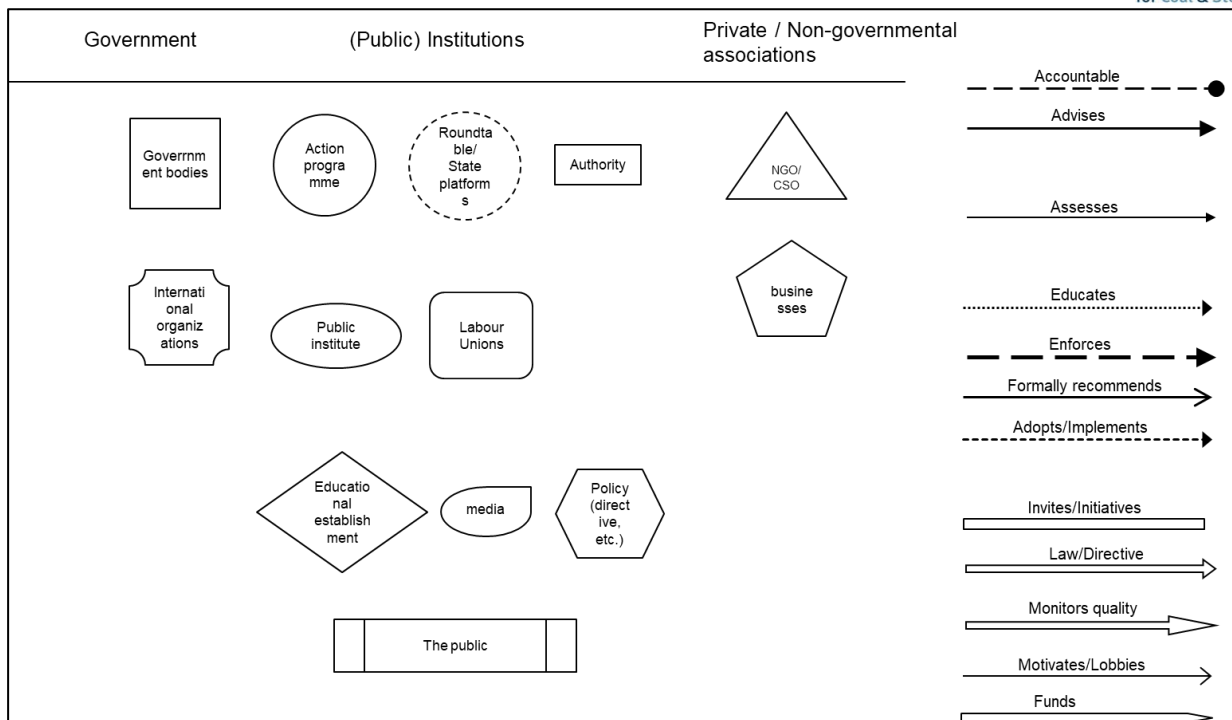 Government
(Public) Institutions
Private / Non-governmental
associations
Governm
ent bodies
Action
progra
mme
Roundta
ble/
State
platform
s
Authority
NGO/
CSO
Internati
onal
organiz
ations
Public
institute
Labour
Unions
busine
sses
Educatio
nal
establish
ment
media
Policy
(direct
ive,
etc.)
The public
Accountable
Advises
Assesses
Educates
Enforces
Formally recommends
Adopts/Implements
Invites/Initiatives
Law/Directive
Monitors quality
Motivates/Lobbies
Funds